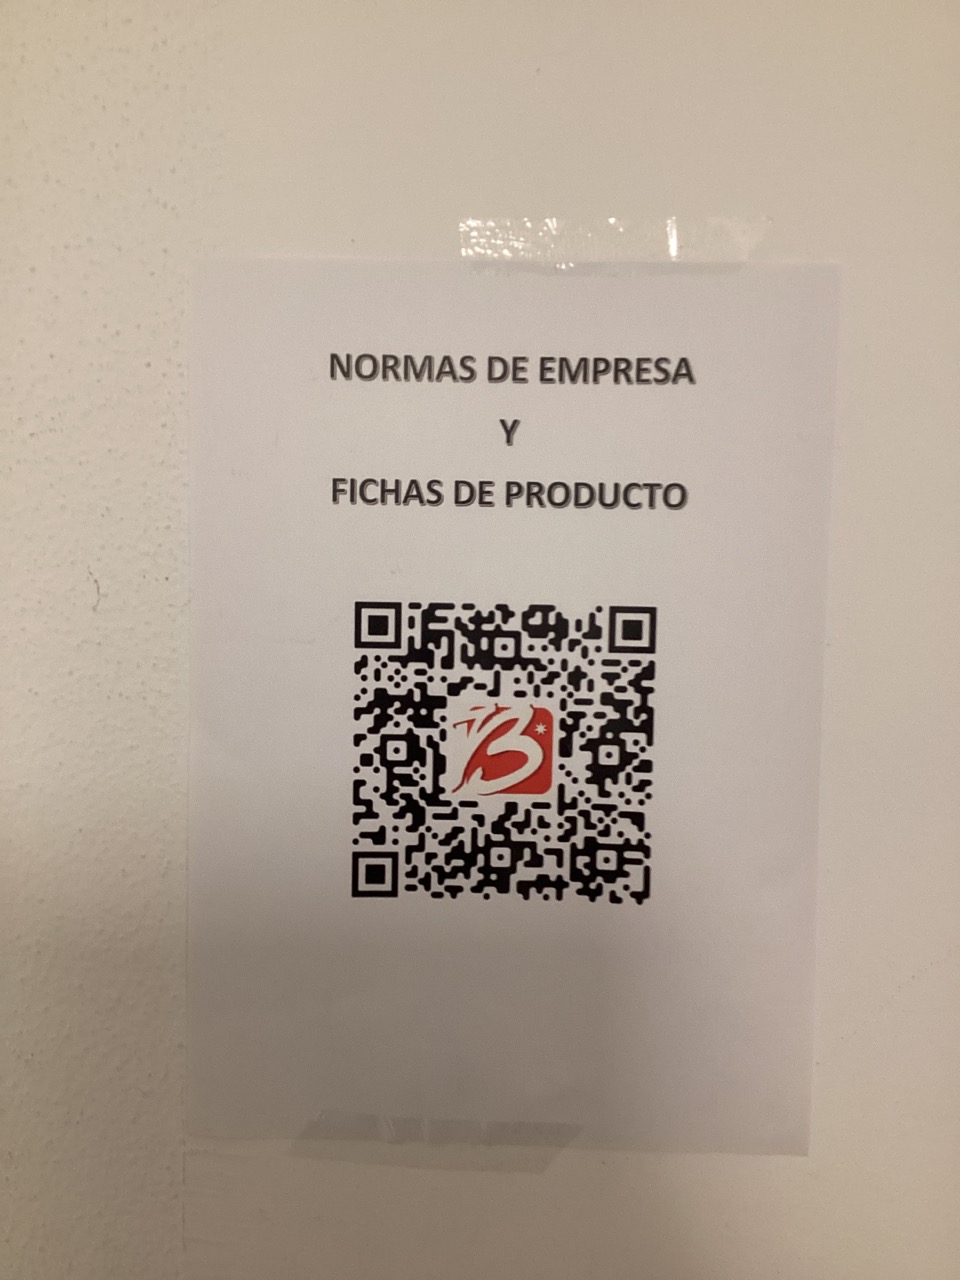 NORMAS DE EMPRESA
Y
FICHAS DE PRODUCTO
B